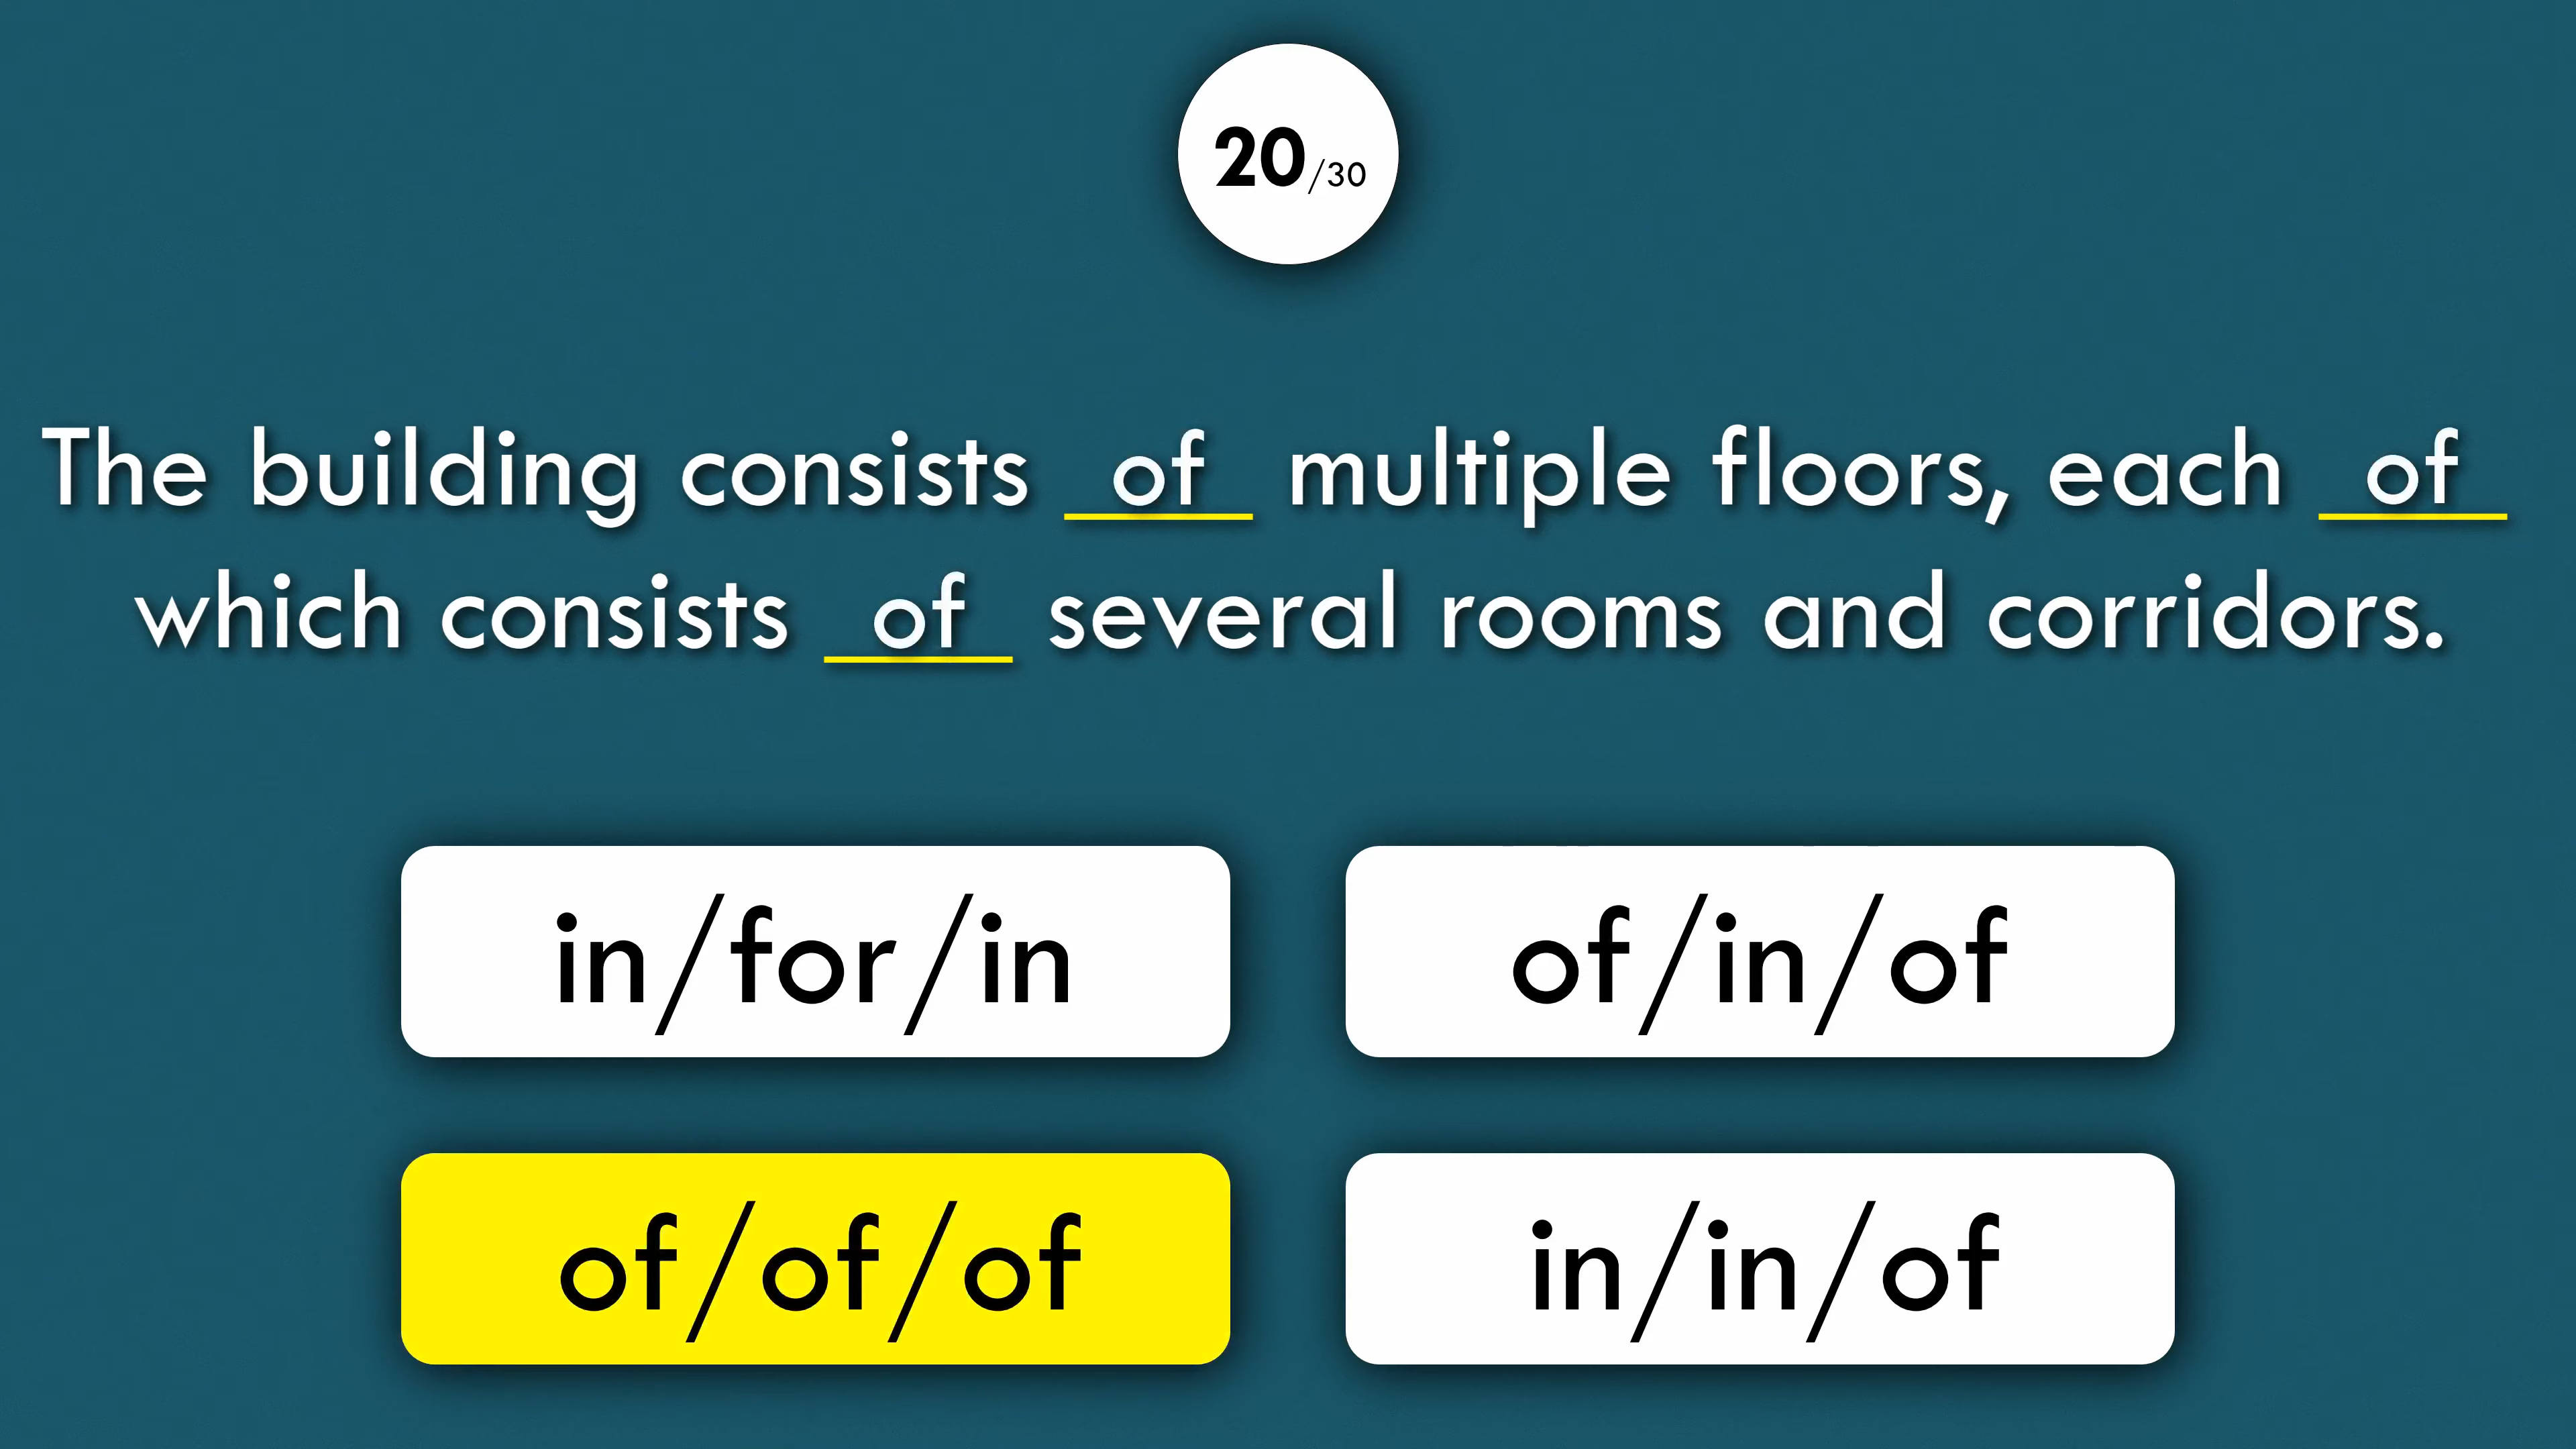 20/30
The building consists of multiple floors, each of
which consists of several rooms and corridors.
in/for/in
of/in/of
of/of/of
in/in/of